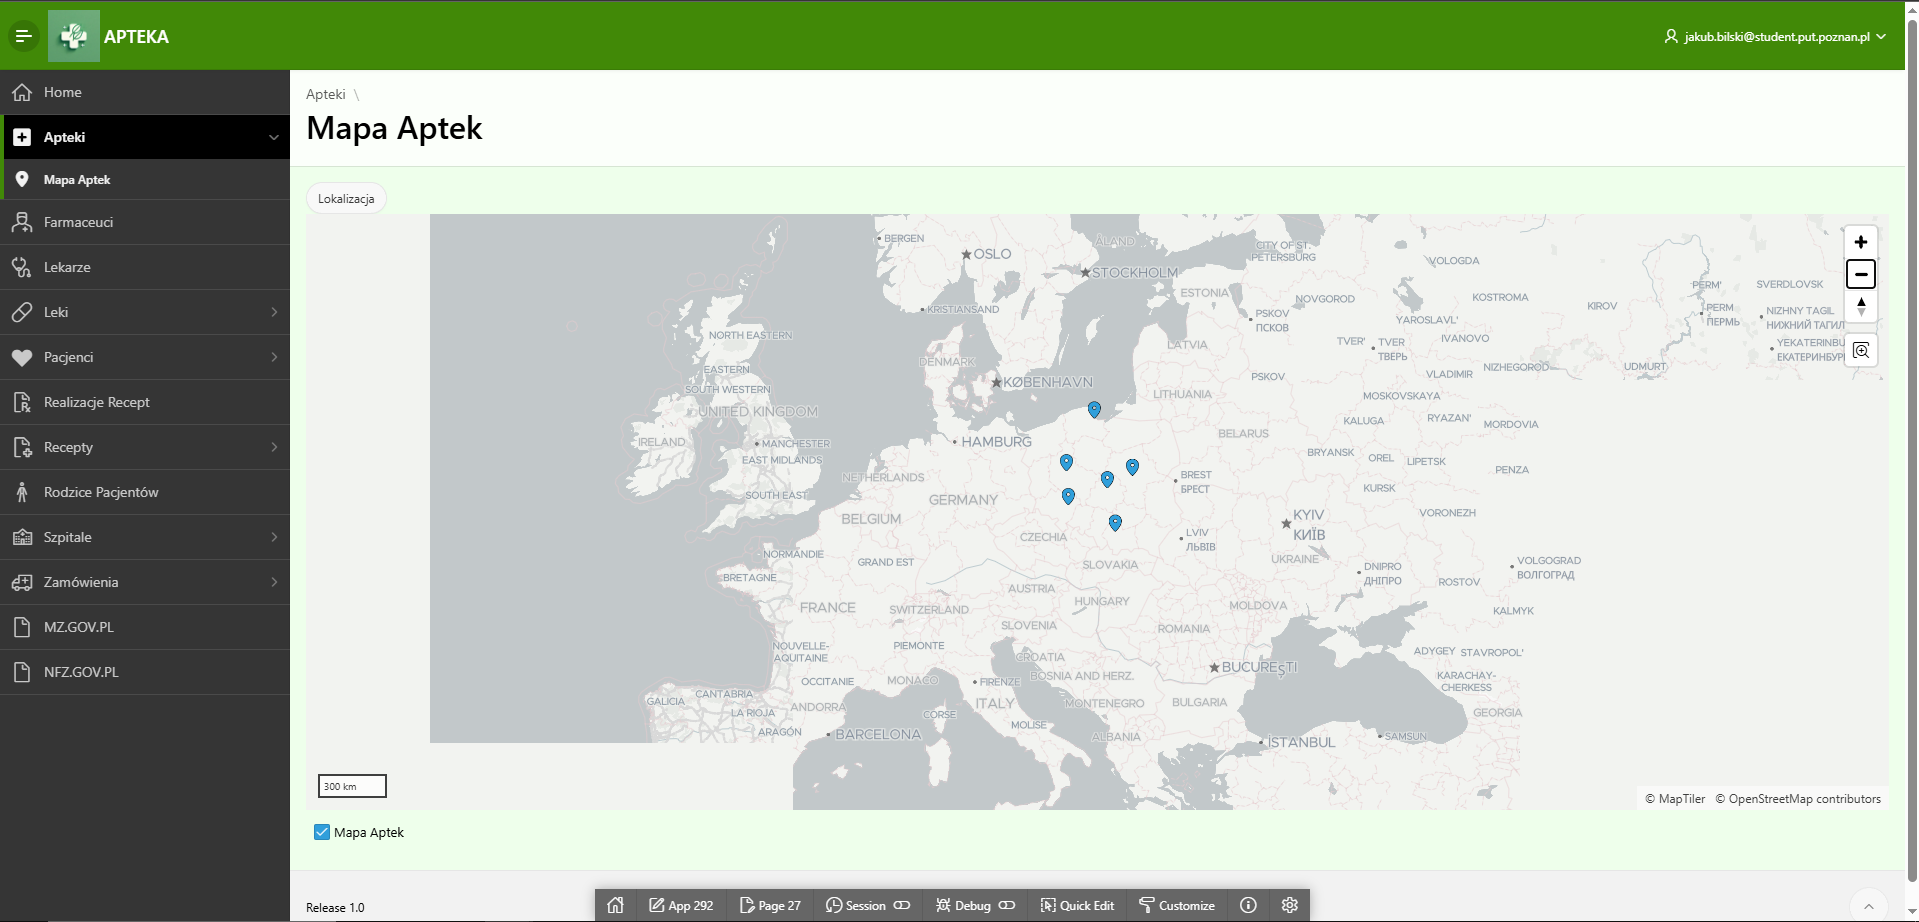 APTEKA
jakub.bilski@student.put.poznan.pl
Home
Apteki
Mapa Aptek
Farmaceuci
Lekarze
Leki
Pacjenci
Realizacje Recept
Recepty
Rodzice Pacjentów
Szpitale
Zamówienia
MZ.GOV.PL
NFZ.GOV.PL
Apteki \
Mapa Aptek
Lokalizacja
BERGEN
OSLO
ÅLAND
STOCKHOLM
CITY OF ST.
PETERSBURG
VOLOGDA
ESTONIA
NOVGOROD
KOSTROMA
KIROV
PERM'
SVERDLOVSK
KRISTIANSAND
PSKOV
ПСКОВ
YAROSLAVL'
PERM
ПЕРМЬ
NIZHNY TAGIL
НИЖНИЙ ТАГИЛ
NORTH EASTERN
LATVIA
TVER'
TVER
ТВЕРЬ
IVANOVO
YEKATERINBU
ЕКАТЕРИНБУР
DENMARK
EASTERN
SOUTH WESTERN
KØBENHAVN
PSKOV
VLADIMIR
NIZHEGOROD
UDMURT
LITHUANIA
MOSKOVSKAYA
UNITED KINGDOM
KALUGA
RYAZAN'
MORDOVIA
IRELAND
MANCHESTER
HAMBURG
BELARUS
EAST MIDLANDS
BRYANSK
OREL
LIPETSK
PENZA
NETHERLANDS
BREST
БРЕСТ
KURSK
SOUTH EAST
GERMANY
BELGIUM
KYIV
КИЇВ
VORONEZH
CZECHIA
LVIV
ЛЬВІВ
NORMANDIE
GRAND EST
SLOVAKIA
UKRAINE
DNIPRO
ДНІПРО
VOLGOGRAD
ВОЛГОГРАД
BRETAGNE
AUSTRIA
ROSTOV
FRANCE
SWITZERLAND
HUNGARY
MOLDOVA
KALMYK
SLOVENIA
ROMANIA
NOUVELLE-
AQUITAINE
PIEMONTE
CROATIA
BUCUREȘTI
ADYGEY
STAVROPOL'
OCCITANIE
MONACO
FIRENZE
BOSNIA AND HERZ.
KARACHAY-
CHERKESS
GALICIA
CANTABRIA
ANDORRA
ITALY
MONTENEGRO
BULGARIA
LA RIOJA
CORSE
MOLISE
GEORGIA
ARAGÓN
BARCELONA
ALBANIA
İSTANBUL
SAMSUN
300 km
© MapTiler © OpenStreetMap contributors
Mapa Aptek
Release 1.0
App 292
Page 27
Session
Debug
Quick Edit
Customize